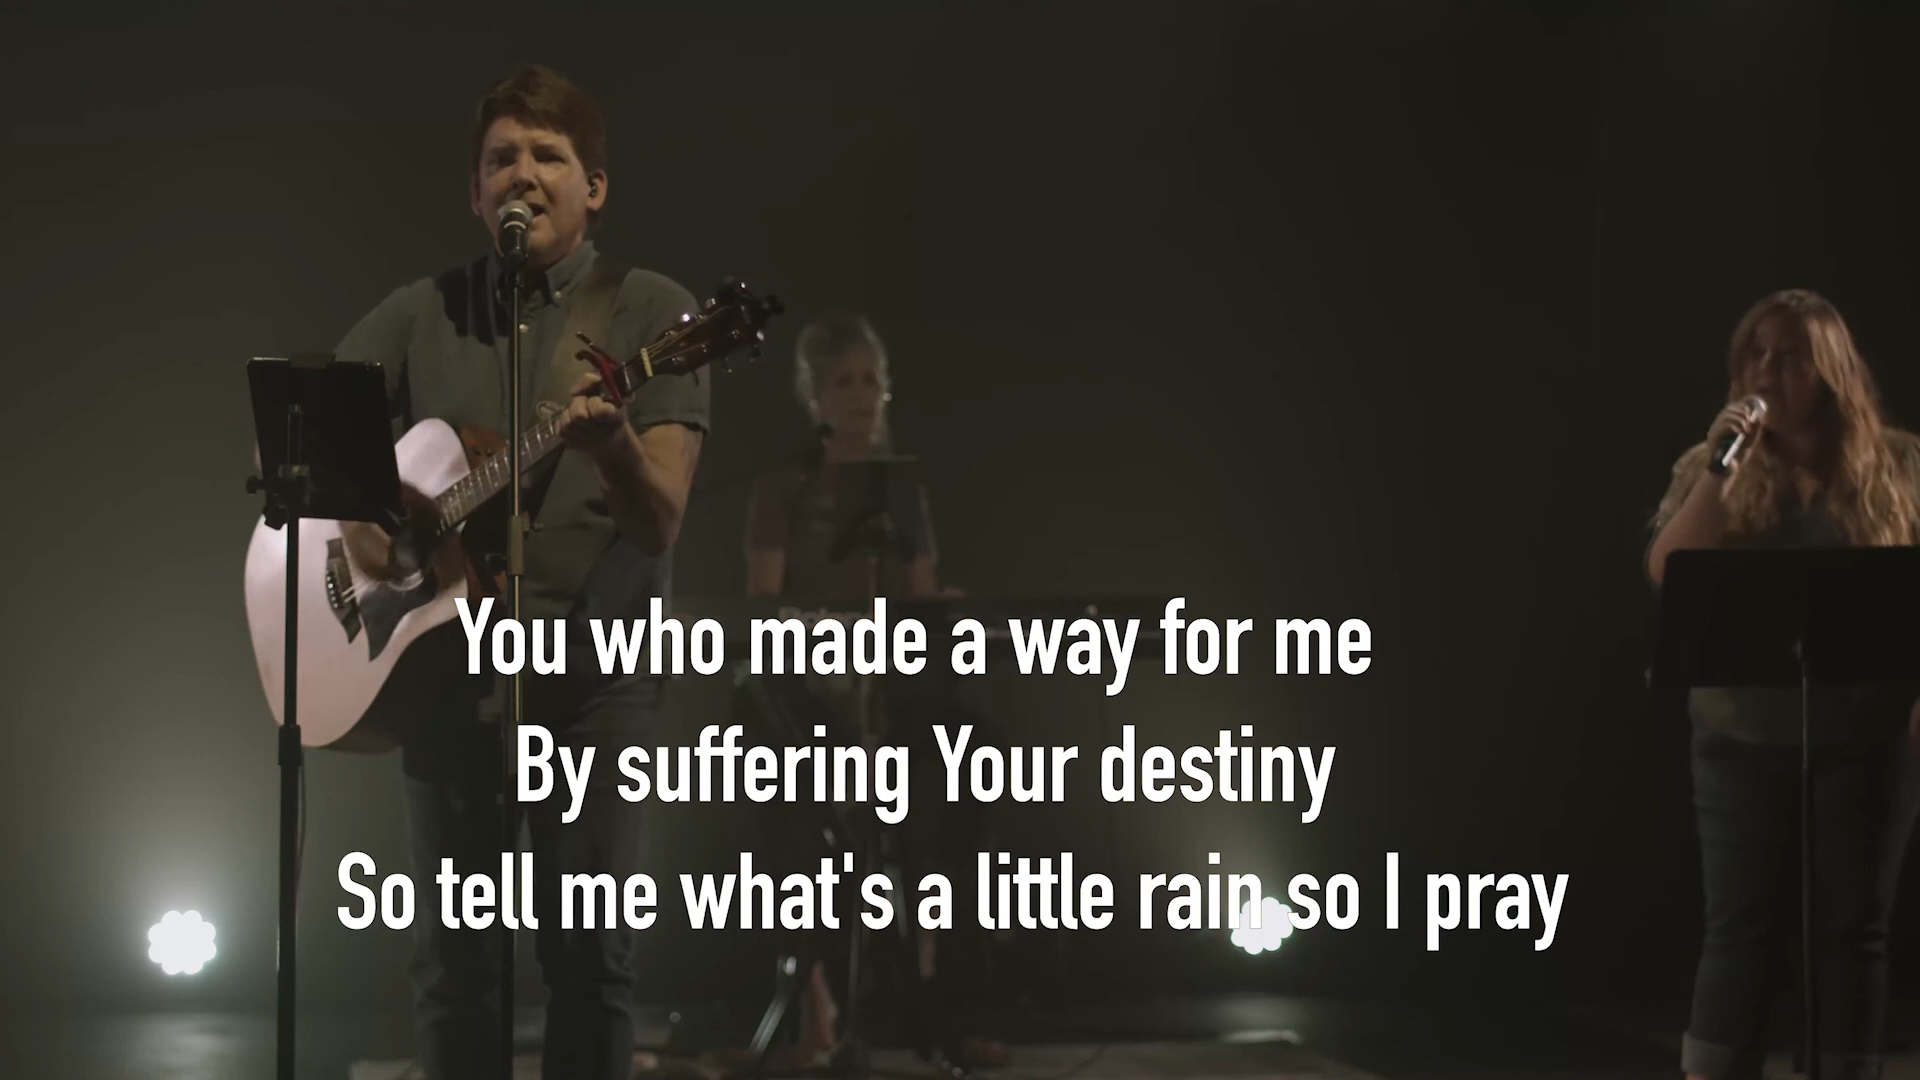 You who made a way for me
By suffering Your destiny
So tell me what's a little rain so I pray